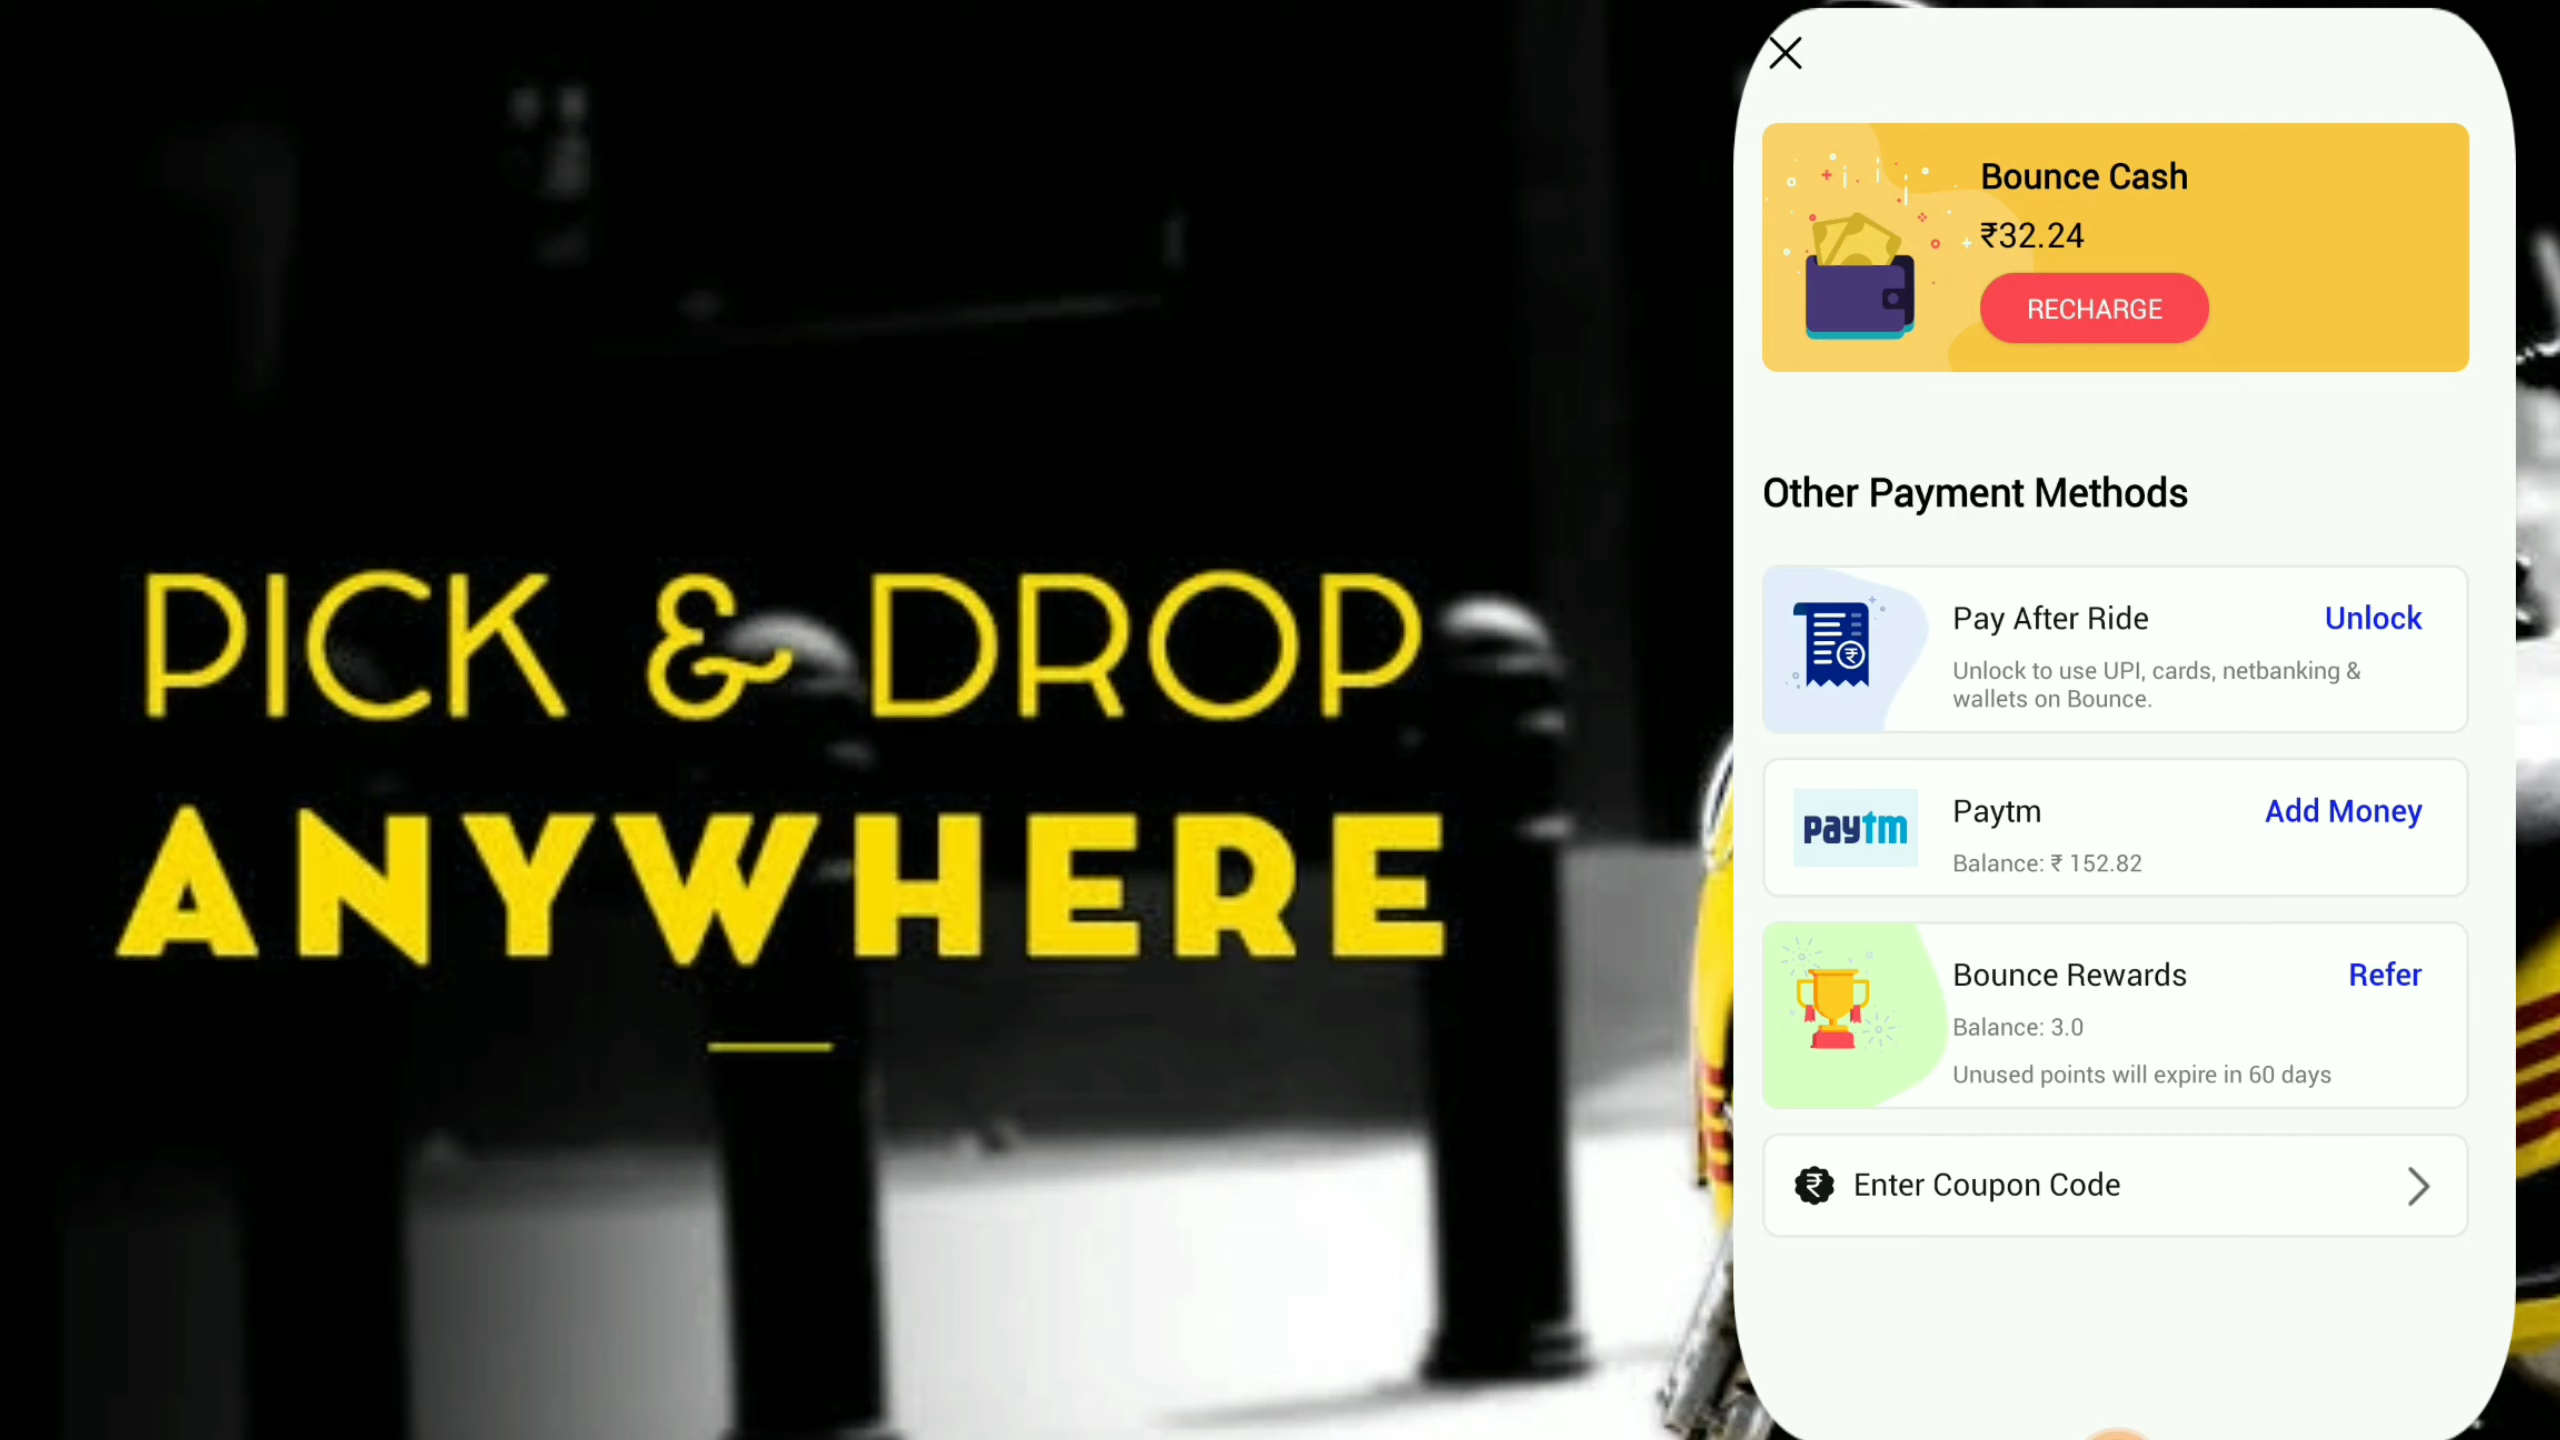 PICK & DROP
ANYWHERE
Bounce Cash
₹32.24
RECHARGE
Other Payment Methods
Pay After Ride
Unlock
Unlock to use UPI, cards, netbanking &
wallets on Bounce.
paytm
Paytm
Add Money
Balance: ₹ 152.82
Bounce Rewards
Refer
Balance: 3.0
Unused points will expire in 60 days
Enter Coupon Code